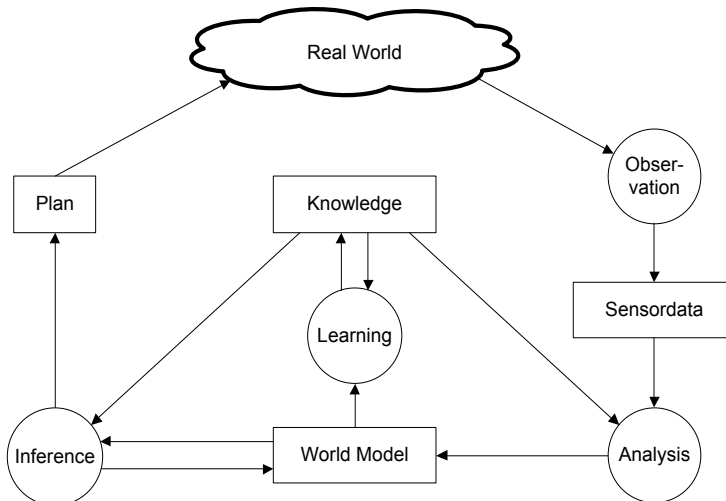 Real World
Obser-
vation
Plan
Knowledge
Sensordata
Learning
Inference
World Model
Analysis